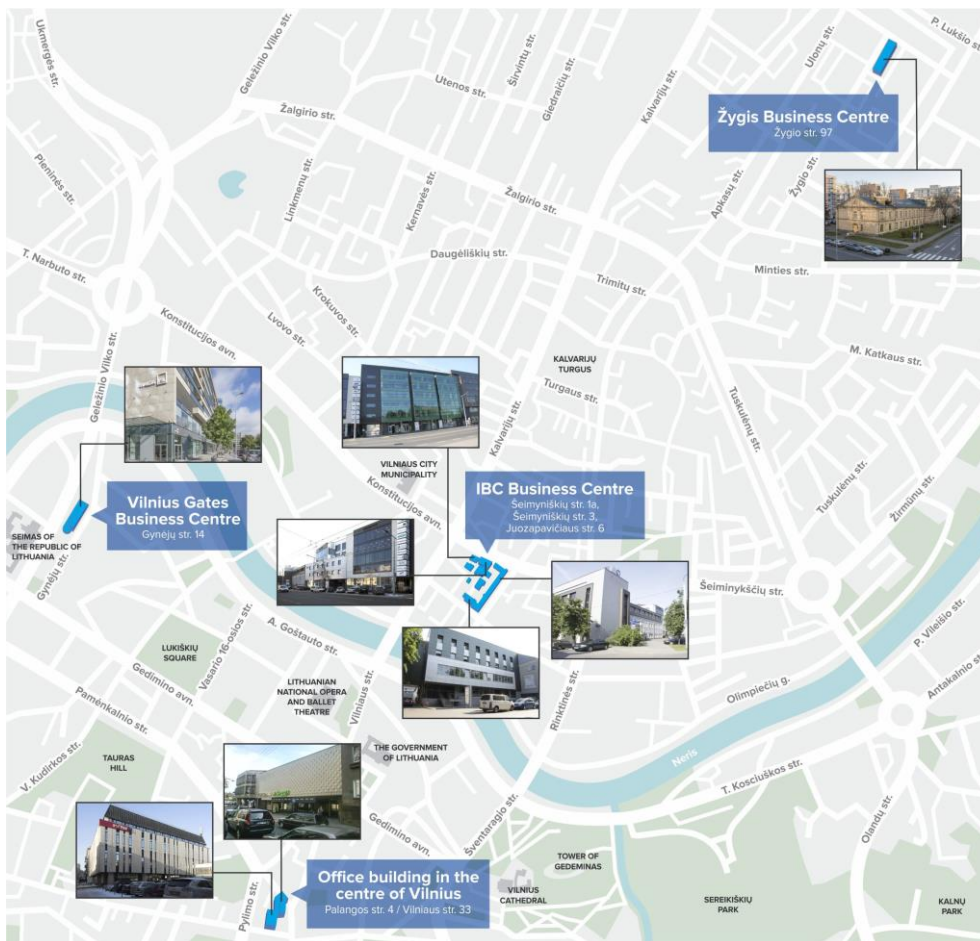 Ukmergės str.
Geležinio Vilko str.
Utenos str.
Širvintų str.
Giedraičių str.
Kalvarijų str.
Ulonų str.
P. Lukšio str.
Žygis Business Centre
Žygio str. 97
Žalgirio str.
Pieninės str.
Linkmenų str.
Kernavės str.
Žalgirio str.
Apkasų str.
Žygio str.
T. Narbuto str.
Daugėliškių str.
Trimitų str.
Minties str.
Krokuvos str.
Lvovo str.
Konstitucijos avn.
Geležinio Vilko str.
KALVARIJŲ
TURGUS
M. Katkaus str.
Turgaus str.
Kalvarijų str.
Tuskulėnų str.
VILNIAUS CITY
MUNICIPALITY
Konstitucijos avn.
IBC Business Centre
Šeimyniškių str. 1a,
Šeimyniškių str. 3,
Juozapavičiaus str. 6
Tuskulėnų str.
Žirmūnų str.
Vilnius Gates
Business Centre
Gynėjų str. 14
SEIMAS OF
THE REPUBLIC OF
LITHUANIA
Gynėjų str.
Šeiminykščių str.
P. Vileišio str.
A. Goštauto str.
Vasario 16-osios str.
LUKIŠKIŲ
SQUARE
Gedimino avn.
LITHUANIAN
NATIONAL OPERA
AND BALLET
THEATRE
Vilniaus str.
Rinktinės str.
Olimpiečių g.
Antakalnio str.
Pamėnkalnio str.
V. Kudirkos str.
TAURAS
HILL
THE GOVERNMENT
OF LITHUANIA
Neris
T. Kosciuškos str.
Olandų str.
Gedimino avn.
Šventaragio str.
Pylimo str.
Office building in the
centre of Vilnius
Palangos str. 4 / Vilniaus str. 33
VILNIUS
CATHEDRAL
TOWER OF
GEDEMINAS
SEREIKIŠKIŲ
PARK
KALNŲ
PARK